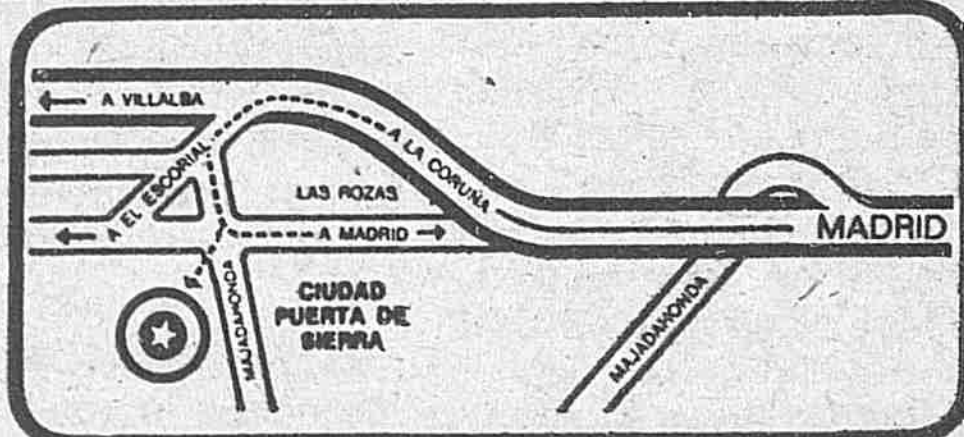 A VILLALBA
A LA CORUÑA
A EL ESCORIAL
LAS ROZAS
A MADRID
MADRID
MAJADAHONDA
CIUDAD
PUERTA DE
SIERRA
MAJADAHONDA